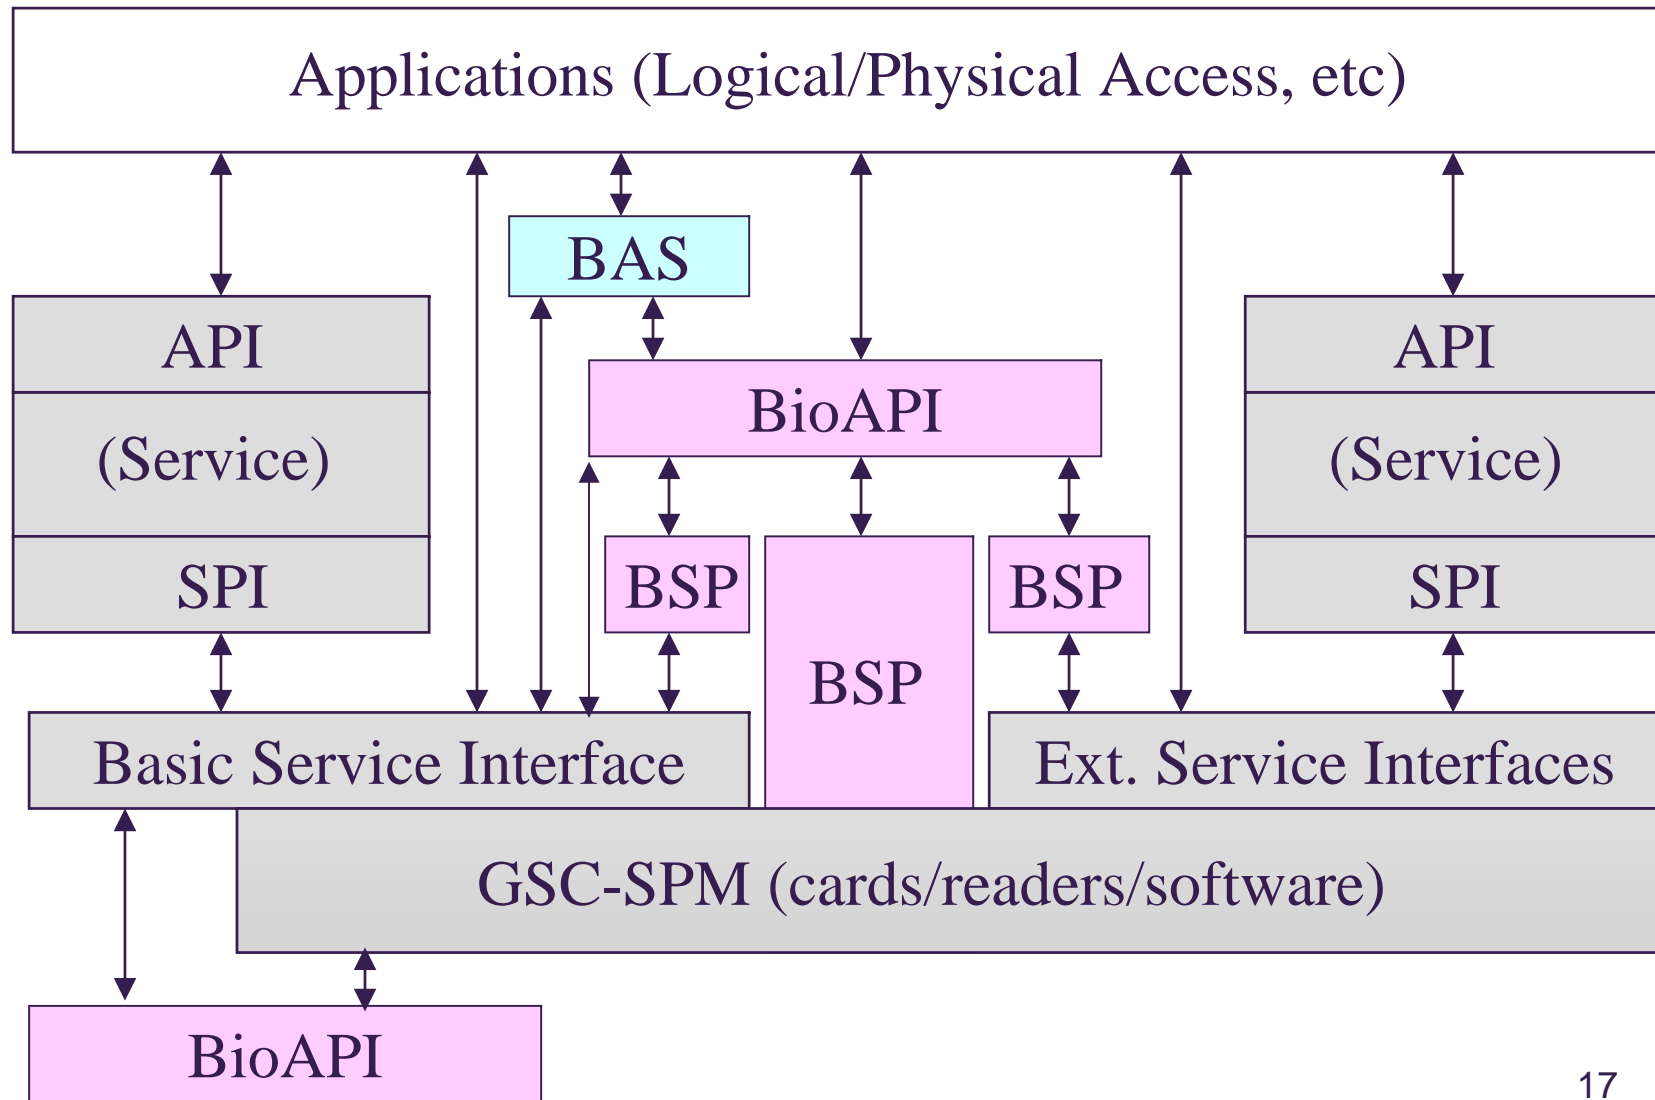 Applications (Logical/Physical Access, etc)
BAS
API
API
BioAPI
(Service)
(Service)
SPI
BSP
BSP
SPI
BSP
Basic Service Interface
Ext. Service Interfaces
GSC-SPM (cards/readers/software)
BioAPI
17